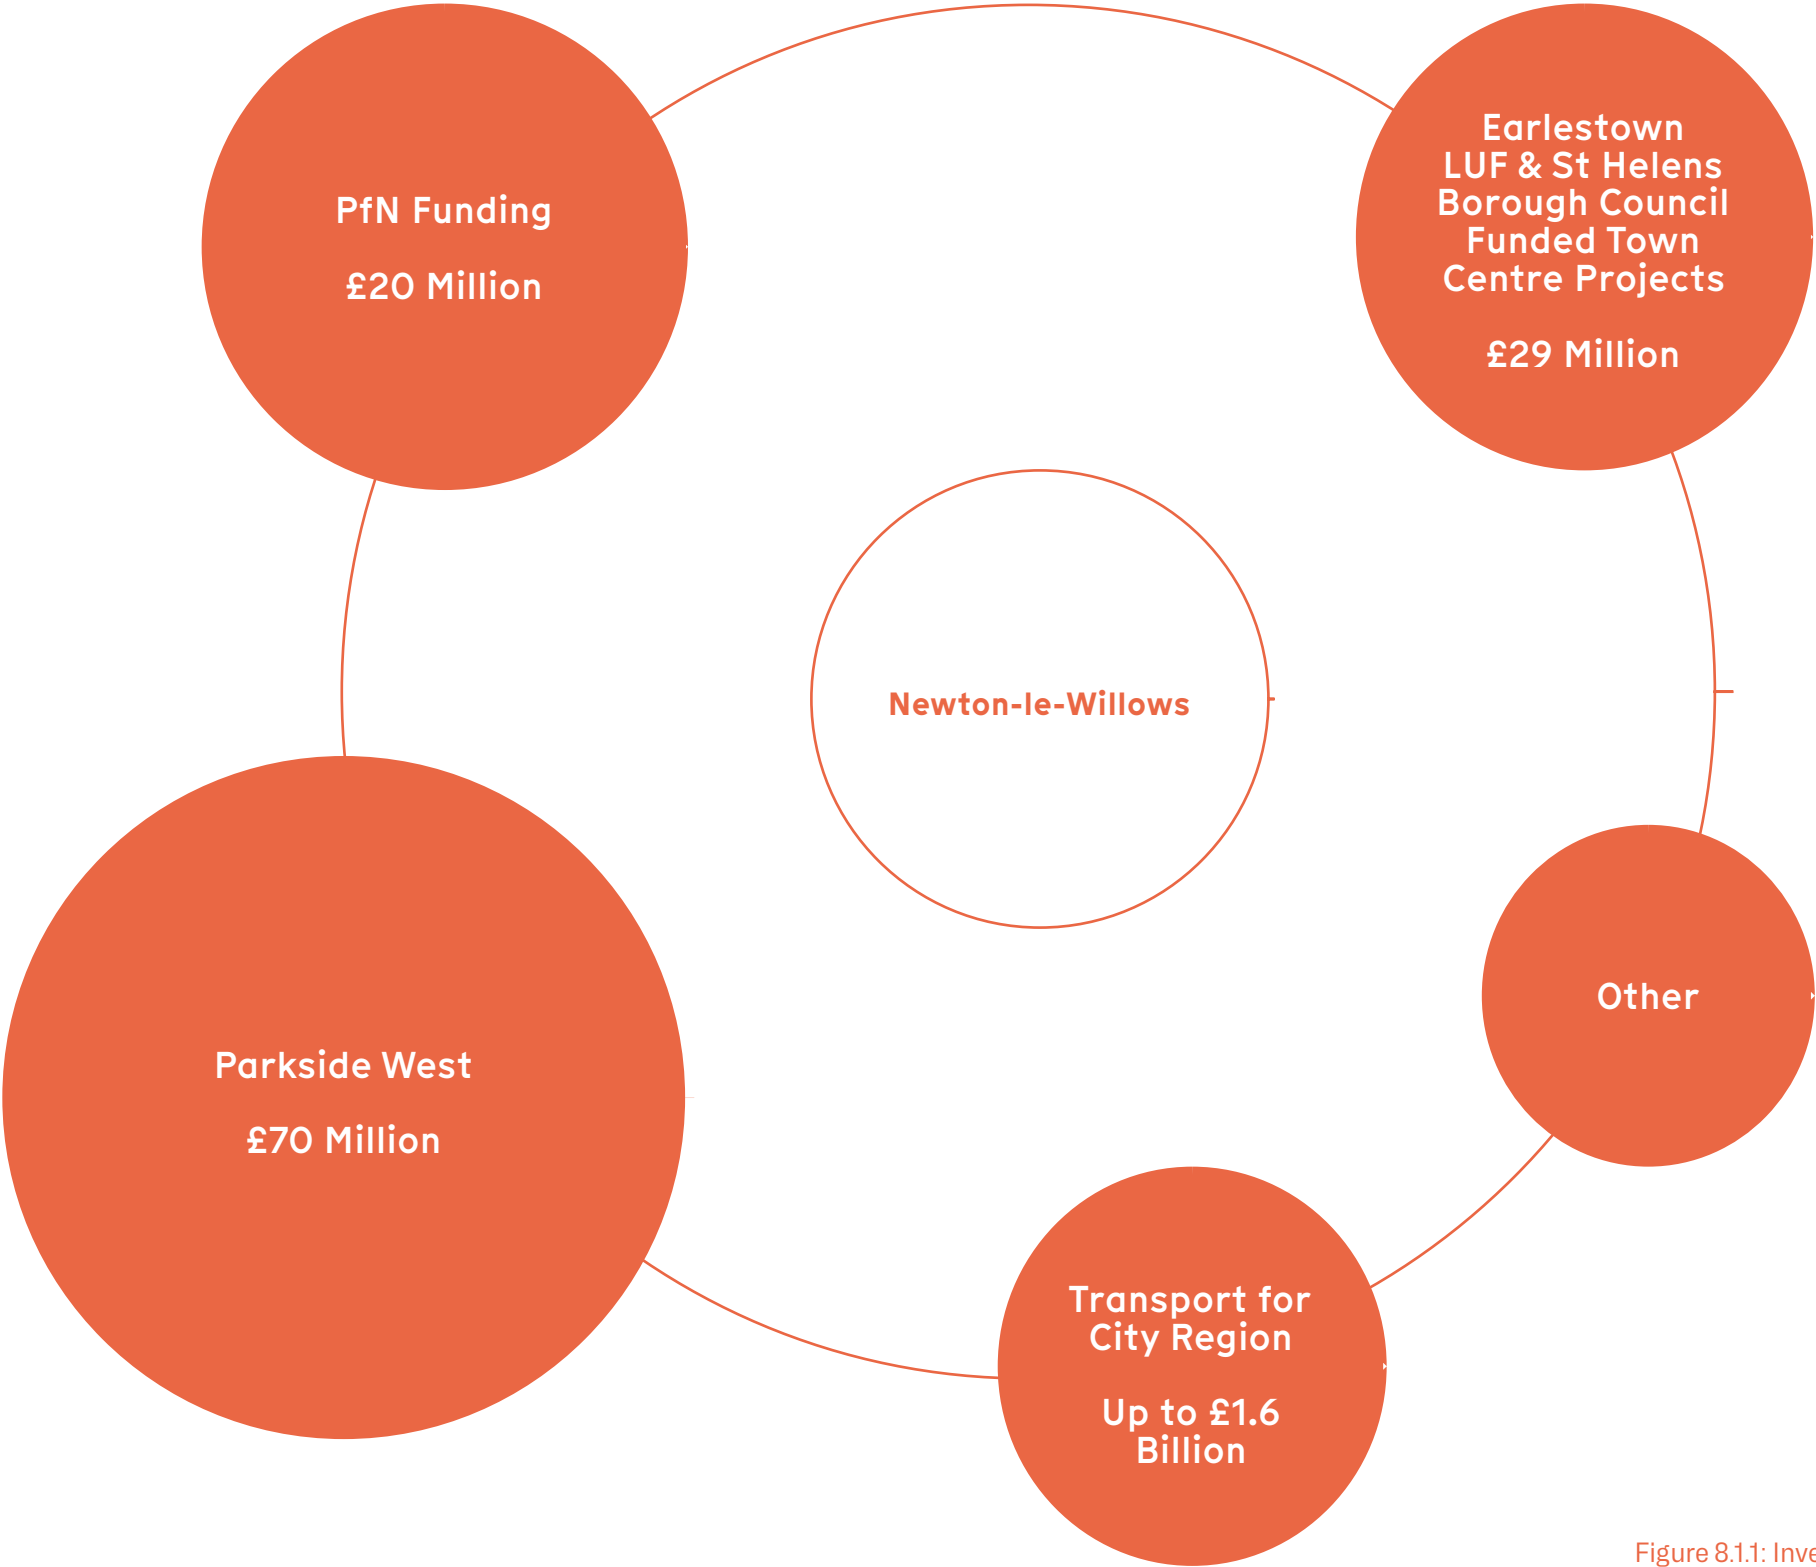 PfN Funding
£20 Million
Earlestown
LUF & St Helens
Borough Council
Funded Town
Centre Projects
£29 Million
Newton-le-Willows
Other
Parkside West
£70 Million
Transport for
City Region
Up to £1.6
Billion
Figure 8.1.1: